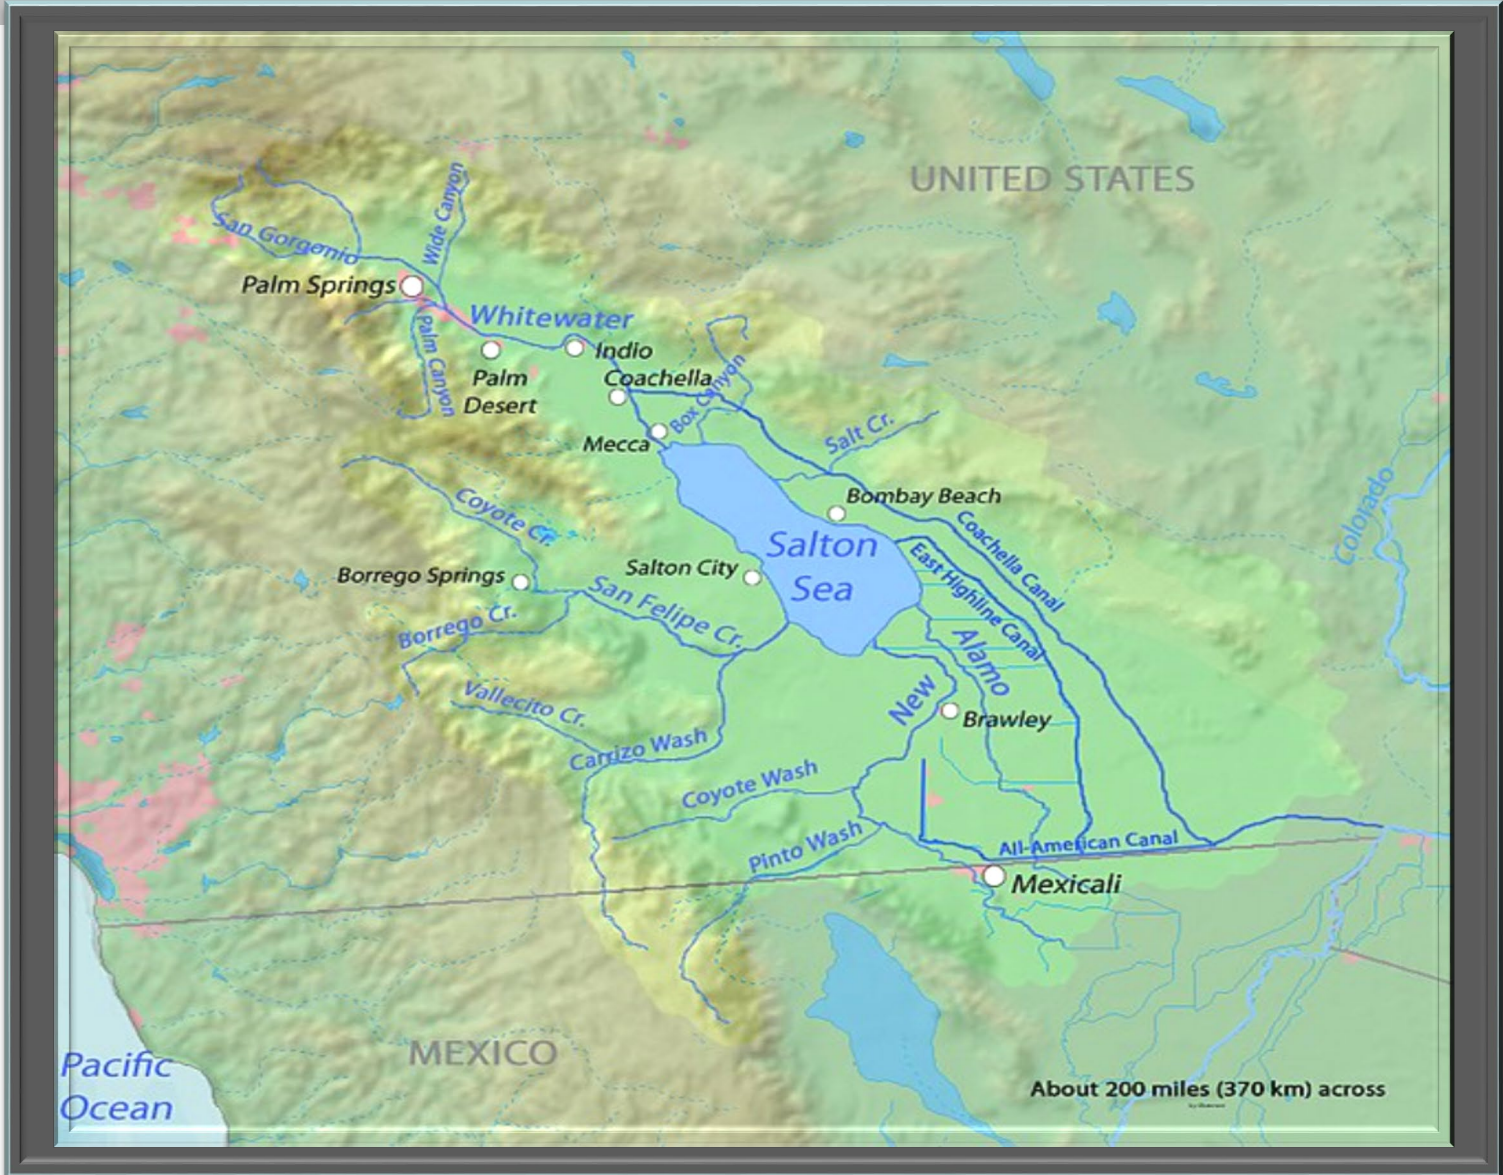 UNITED STATES
Wide Canyon
San Gorgonio
Palm Springs
Whitewater
Palm Canyon
Indio
Palm
Desert
Coachella
Box Canyon
Mecca
Salt Cr.
Coyote Cr.
Bombay Beach
Colorado
Coachella Canal
Salton
Sea
East Highline Canal
Salton City
Borrego Springs
San Felipe Cr.
Borrego Cr.
Alamo
New
Vallecito Cr.
Brawley
Carrizo Wash
Coyote Wash
Pinto Wash
All-American Canal
Mexicali
MEXICO
Pacific
Ocean
About 200 miles (370 km) across